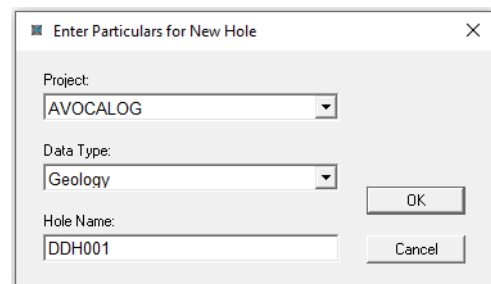 Enter Particulars for New Hole
Project:
AVOCALOG
Data Type:
Geology
OK
Hole Name:
DDH001
Cancel